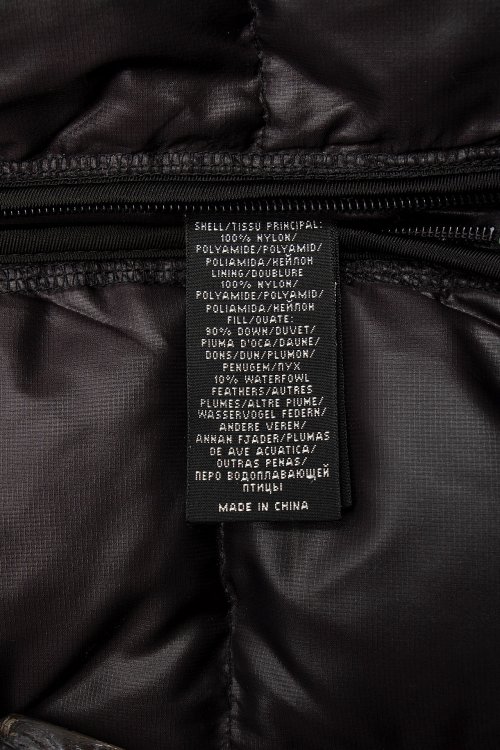 SHELL/TISSU PRINCIPAL:
100% NYLON/
POLYAMIDE/POLYAMID/
POLIAMIDA/НЕЙЛОН
LINING/DOUBLURE
100% NYLON/
POLYAMIDE/POLYAMID/
POLIAMIDA/НЕЙЛОН
FILL/OUATE:
90% DOWN/DUVET/
PIUMA D'OCA/DAUNE/
DONS/DUN/PLUMON/
PENUGEM/ПУХ
10% WATERFOWL
FEATHERS/AUTRES
PLUMES/ALTRE PIUME/
WASSERVOGEL FEDERN/
ANDERE VEREN/
ANNAN FJADER/PLUMAS
DE AVE ACUATICA/
OUTRAS PENAS/
ПЕРО ВОДОПЛАВАЮЩЕЙ
ПТИЦЫ
MADE IN CHINA